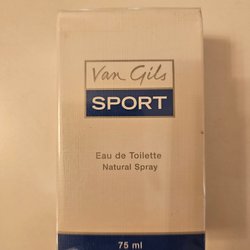 Van Gils
SPORT
Eau de Toilette
Natural Spray
75 ml